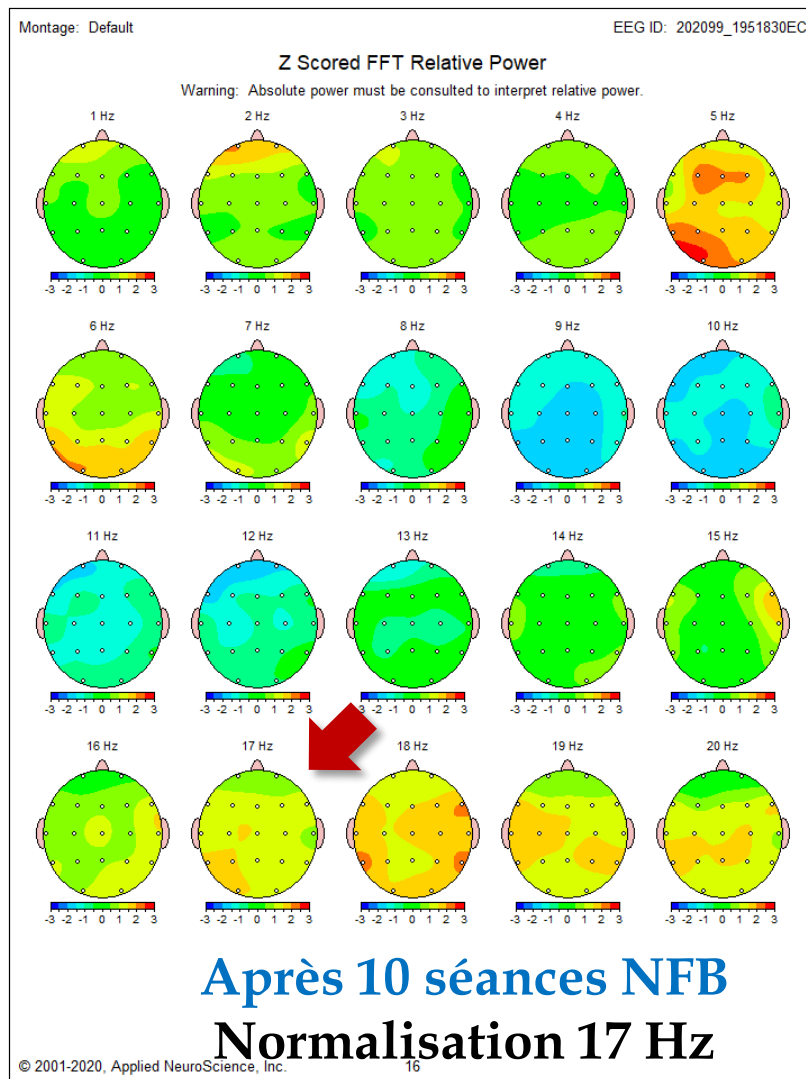 Montage: Default EEG ID: 202099_1951830EC
Z Scored FFT Relative Power
Warning: Absolute power must be consulted to interpret relative power.
1 Hz 2 Hz 3 Hz 4 Hz 5 Hz
-3 -2 -1 0 1 2 3 -3 -2 -1 0 1 2 3 -3 -2 -1 0 1 2 3 -3 -2 -1 0 1 2 3 -3 -2 -1 0 1 2 3
6 Hz 7 Hz 8 Hz 9 Hz 10 Hz
-3 -2 -1 0 1 2 3 -3 -2 -1 0 1 2 3 -3 -2 -1 0 1 2 3 -3 -2 -1 0 1 2 3 -3 -2 -1 0 1 2 3
11 Hz 12 Hz 13 Hz 14 Hz 15 Hz
-3 -2 -1 0 1 2 3 -3 -2 -1 0 1 2 3 -3 -2 -1 0 1 2 3 -3 -2 -1 0 1 2 3 -3 -2 -1 0 1 2 3
16 Hz 17 Hz 18 Hz 19 Hz 20 Hz
-3 -2 -1 0 1 2 3 -3 -2 -1 0 1 2 3 -3 -2 -1 0 1 2 3 -3 -2 -1 0 1 2 3 -3 -2 -1 0 1 2 3
Après 10 séances NFB
Normalisation 17 Hz
© 2001-2020, Applied NeuroScience, Inc. 16